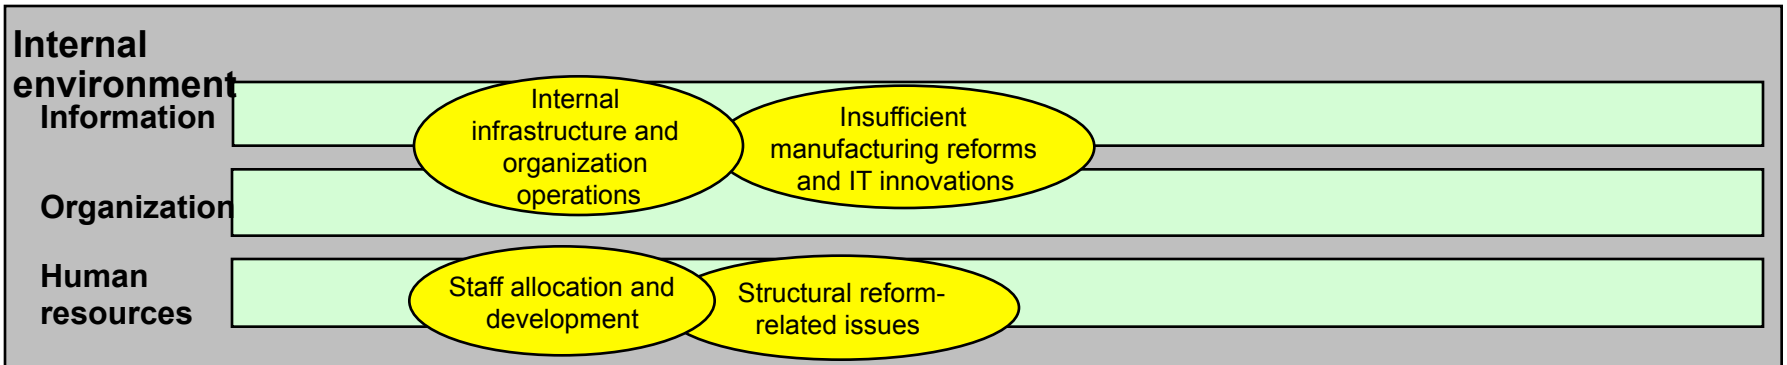 Internal
environment
Information
Internal
infrastructure and
organization
operations
Insufficient
manufacturing reforms
and IT innovations
Organization
Human
resources
Staff allocation and
development
Structural reform-
related issues